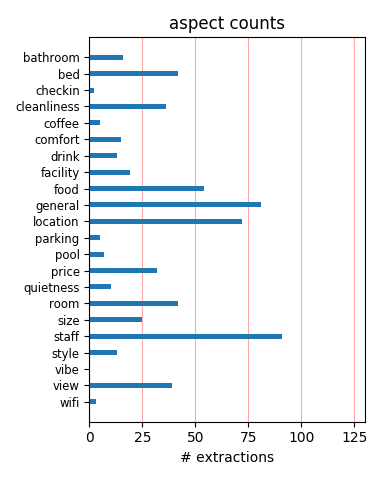 aspect counts
bathroom
bed
checkin
cleanliness
coffee
comfort
drink
facility
food
general
location
parking
pool
price
quietness
room
size
staff
style
vibe
view
wifi
0 25 50 75 100 125
# extractions